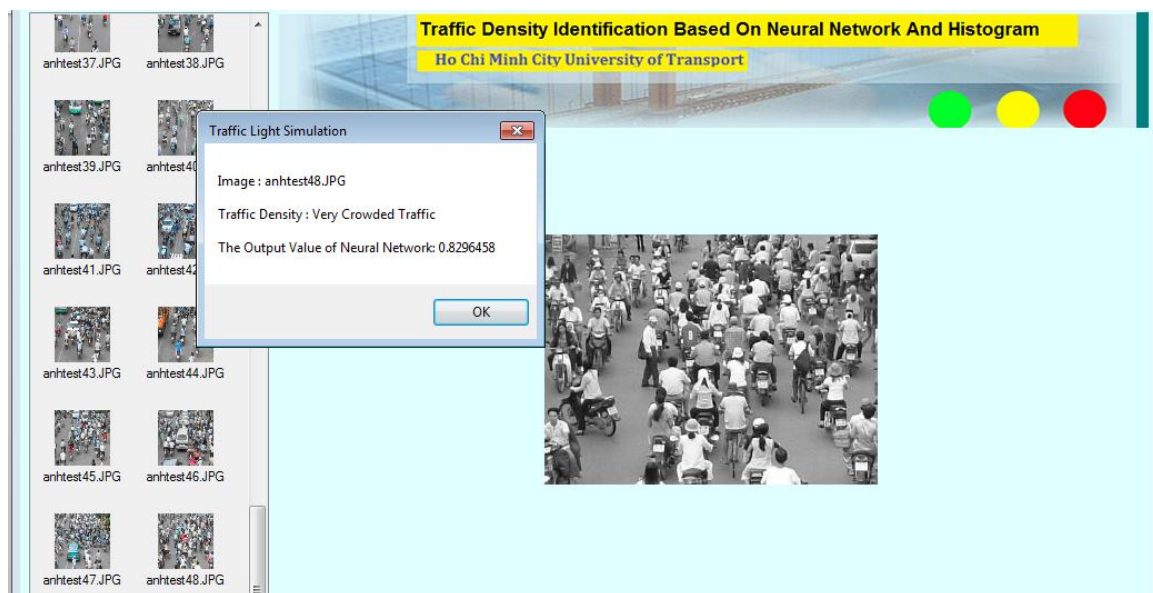 Traffic Density Identification Based On Neural Network And Histogram
Ho Chi Minh City University of Transport
anhtest37.JPG anhtest38.JPG
anhtest39.JPG anhtest40
anhtest41.JPG anhtest42
anhtest43.JPG anhtest44.JPG
anhtest45.JPG anhtest46.JPG
anhtest47.JPG anhtest48.JPG
Traffic Light Simulation
Image : anhtest48.JPG
Traffic Density : Very Crowded Traffic
The Output Value of Neural Network: 0.8296458
OK